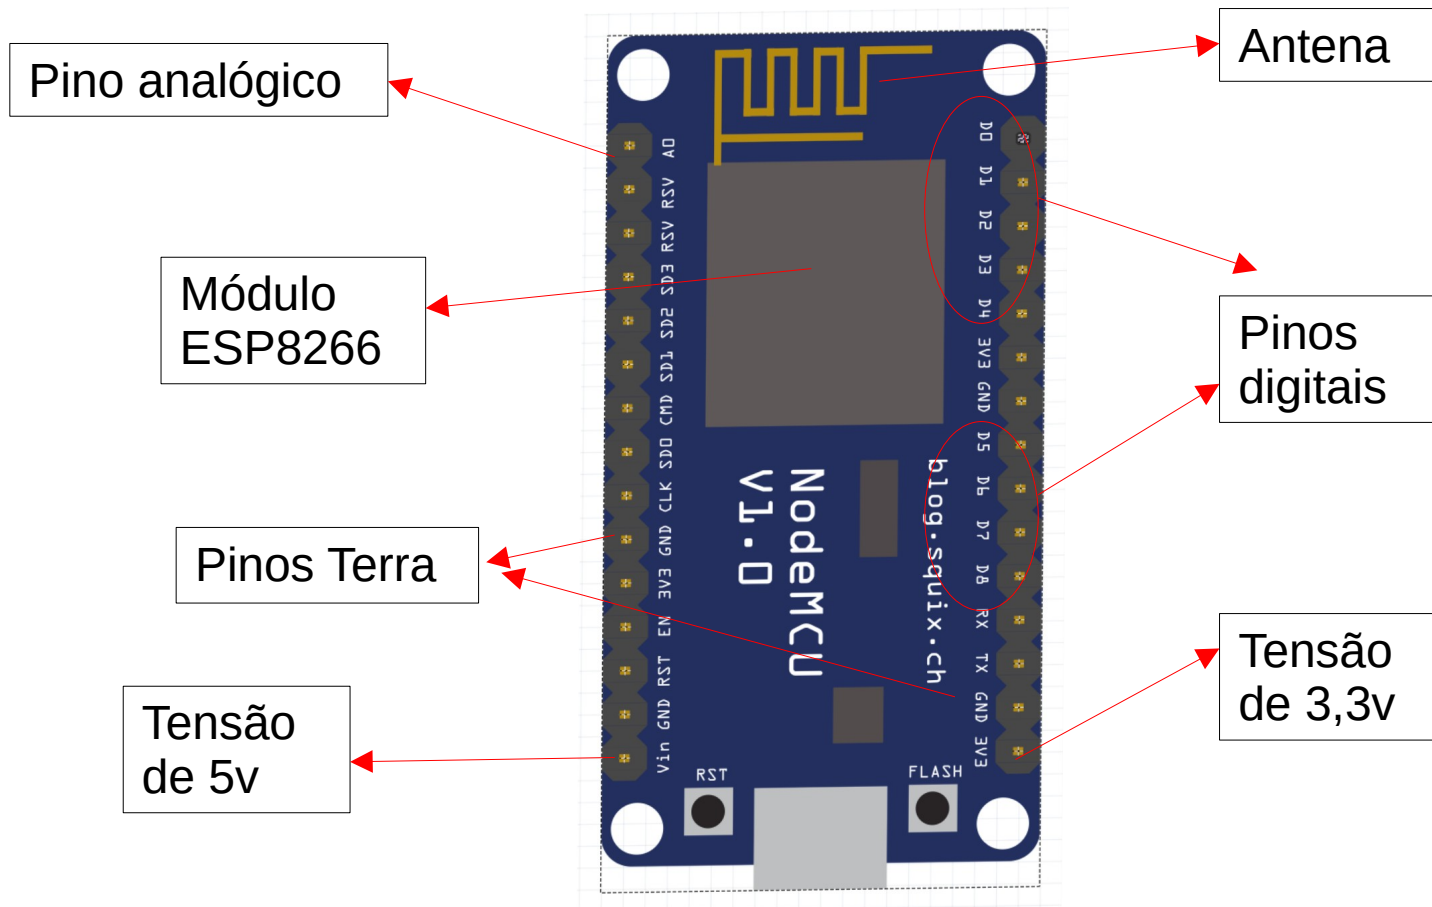 Pino analógico
Antena
Módulo
ESP8266
Pinos
digitais
Pinos Terra
Tensão
de 5v
Tensão
de 3,3v
A0
RSV
RSV
SD3
SD2
SD1
CMD
SD0
CLK
GND
3V3
EN
RST
GND
Vin
D0
D1
D2
D3
D4
3V3
GND
D5
D6
D7
D8
RX
TX
GND
3V3
NodeMCU
V1.0
blog.squix.ch
RST
FLASH